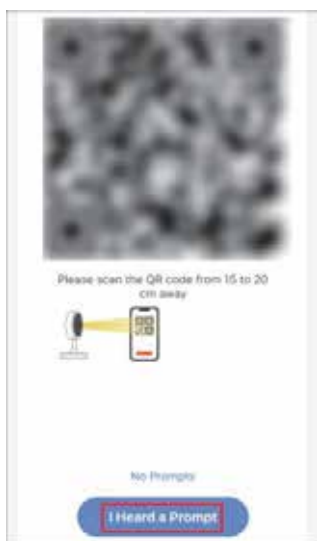 Please scan the QR code from 15 to 20
cm away
No Prompts
I Heard a Prompt